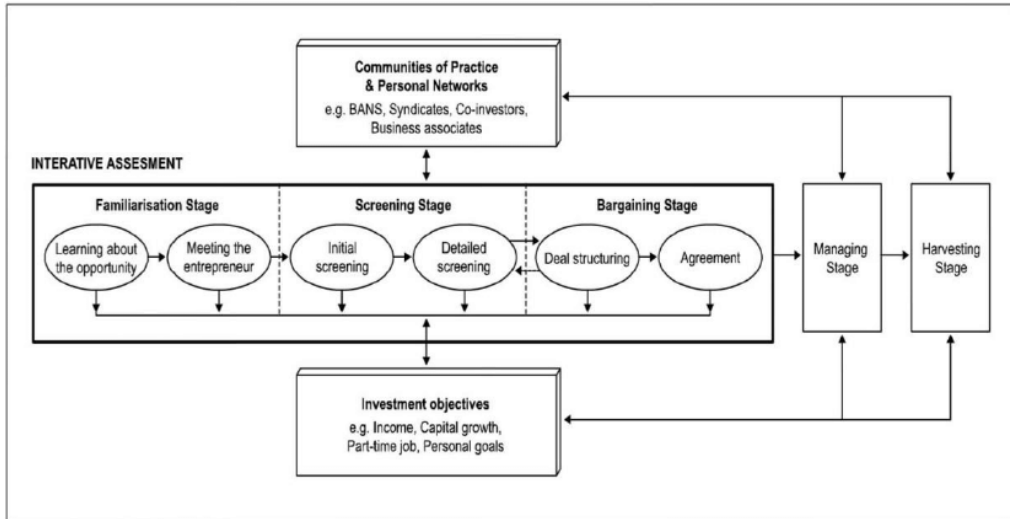 Communities of Practice
& Personal Networks
e.g. BANS, Syndicates, Co-investors,
Business associates
INTERATIVE ASSESMENT
Familiarisation Stage
Screening Stage
Bargaining Stage
Learning about
the opportunity
Meeting the
entrepreneur
Initial
screening
Detailed
screening
Deal structuring
Agreement
Managing
Stage
Harvesting
Stage
Investment objectives
e.g. Income, Capital growth,
Part-time job, Personal goals